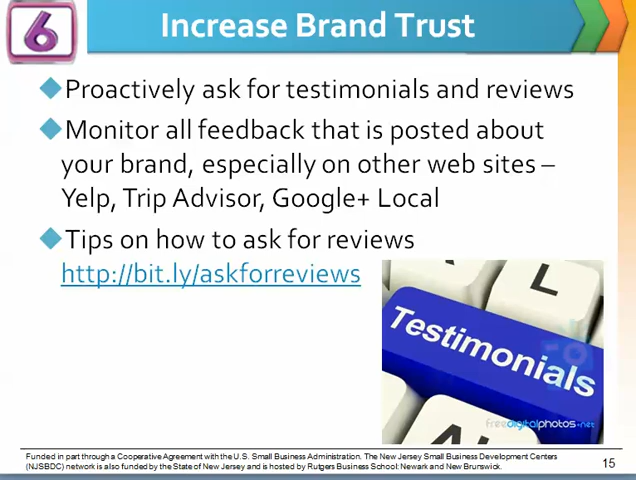 6
Increase Brand Trust
Proactively ask for testimonials and reviews
Monitor all feedback that is posted about
your brand, especially on other web sites –
Yelp, Trip Advisor, Google+ Local
Tips on how to ask for reviews
http://bit.ly/askforreviews
L
Testimonials
freedigitalphotos.net
Funded in part through a Cooperative Agreement with the U.S. Small Business Administration. The New Jersey Small Business Development Centers
(NJSBDC) network is also funded by the State of New Jersey and is hosted by Rutgers Business School: Newark and New Brunswick.
15